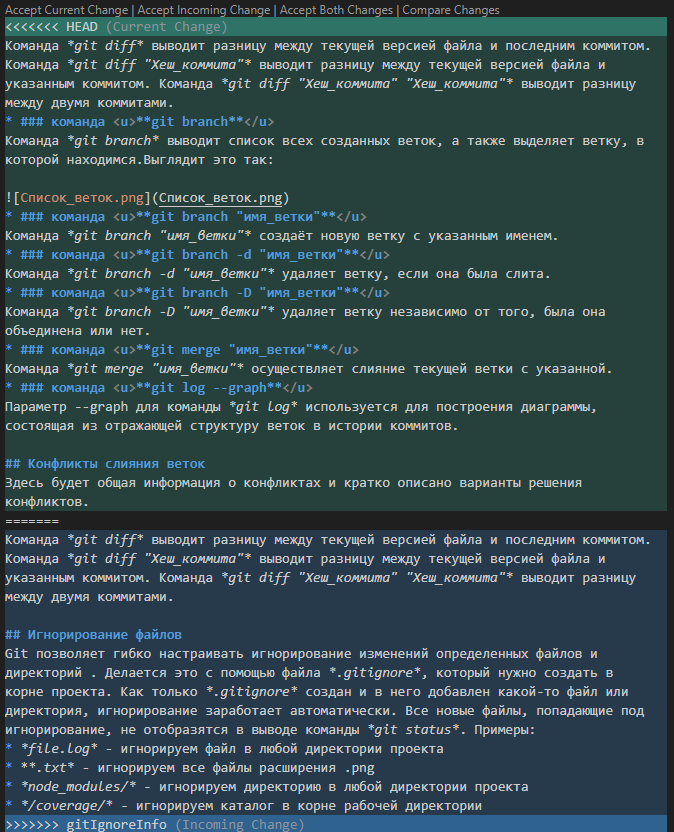 Accept Current Change | Accept Incoming Change | Accept Both Changes | Compare Changes
<<<<<<< HEAD (Current Change)
Команда *git diff* выводит разницу между текущей версией файла и последним коммитом.
Команда *git diff "Хеш_коммита"* выводит разницу между текущей версией файла и
указанным коммитом. Команда *git diff "Хеш_коммита" "Хеш_коммита"* выводит разницу
между двумя коммитами.
* ### команда <u>**git branch**</u>
Команда *git branch* выводит список всех созданных веток, а также выделяет ветку, в
которой находимся.Выглядит это так:
![Список_веток.png](Список_веток.png)
* ### команда <u>**git branch "имя_ветки"**</u>
Команда *git branch "имя_ветки"* создаёт новую ветку с указанным именем.
* ### команда <u>**git branch -d "имя_ветки"**</u>
Команда *git branch -d "имя_ветки"* удаляет ветку, если она была слита.
* ### команда <u>**git branch -D "имя_ветки"**</u>
Команда *git branch -D "имя_ветки"* удаляет ветку независимо от того, была она
объединена или нет.
* ### команда <u>**git merge "имя_ветки"**</u>
Команда *git merge "имя_ветки"* осуществляет слияние текущей ветки с указанной.
* ### команда <u>**git log --graph**</u>
Параметр --graph для команды *git log* используется для построения диаграммы,
состоящая из отражающей структуру веток в истории коммитов.
## Конфликты слияния веток
Здесь будет общая информация о конфликтах и кратко описано варианты решения
конфликтов.
=======
Команда *git diff* выводит разницу между текущей версией файла и последним коммитом.
Команда *git diff "Хеш_коммита"* выводит разницу между текущей версией файла и
указанным коммитом. Команда *git diff "Хеш_коммита" "Хеш_коммита"* выводит разницу
между двумя коммитами.
## Игнорирование файлов
Git позволяет гибко настраивать игнорирование изменений определенных файлов и
директорий . Делается это с помощью файла *.gitignore*, который нужно создать в
корне проекта. Как только *.gitignore* создан и в него добавлен какой-то файл или
директория, игнорирование заработает автоматически. Все новые файлы, попадающие под
игнорирование, не отобразятся в выводе команды *git status*. Примеры:
* *file.log* - игнорируем файл в любой директории проекта
* **.txt* - игнорируем все файлы расширения .png
* *node_modules/* - игнорируем директорию в любой директории проекта
* */coverage/* - игнорируем каталог в корне рабочей директории
>>>>>>> gitIgnoreInfo (Incoming Change)